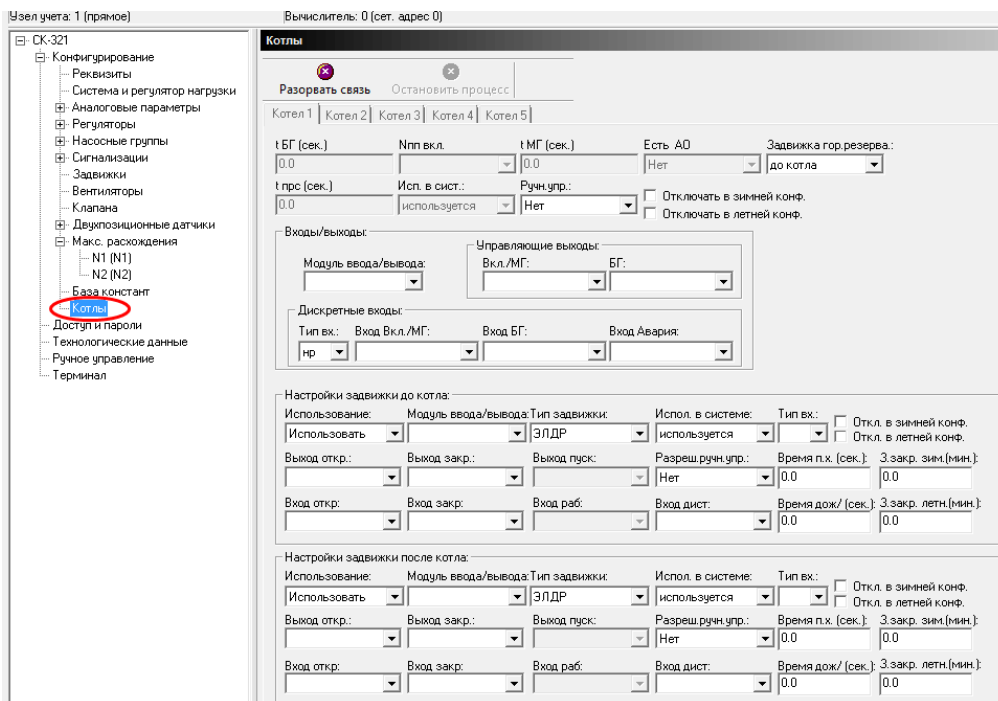 Узел учета: 1 (прямое) Вычислитель: 0 (сет. адрес 0)
СК-321
Конфигурирование
Реквизиты
Система и регулятор нагрузки
Аналоговые параметры
Регуляторы
Насосные группы
Сигнализации
Задвижки
Вентиляторы
Клапана
Двухпозиционные датчики
Макс. расхождения
N1 (N1)
N2 (N2)
База констант
Котлы
Доступ и пароли
Технологические данные
Ручное управление
Терминал
Котлы
Разорвать связь Остановить процесс
Котел 1 Котел 2 Котел 3 Котел 4 Котел 5
t БГ (сек.) Nпп вкл. t МГ (сек.) Есть АО Задвижка гор.резерва.:
0.0 0.0 Нет до котла
t прс (сек.) Исп. в сист.: Ручн.упр.: Отключать в зимней конф.
0.0 используется Нет Отключать в летней конф.
Входы/выходы:
Управляющие выходы:
Модуль ввода/вывода: Вкл./МГ: БГ:
Дискретные входы:
Тип вх.: Вход Вкл./МГ: Вход БГ: Вход Авария:
нр
Настройки задвижки до котла:
Использование: Модуль ввода/вывода: Тип задвижки: Испол. в системе: Тип вх.: Откл. в зимней конф.
Использовать ЭЛДР используется Откл. в летней конф.
Выход откр.: Выход закр.: Выход пуск: Разреш.ручн.упр.: Время п.х. (сек.): З.закр. зим.(мин.):
Нет 0.0 0.0
Вход откр: Вход закр: Вход раб: Вход дист: Время дож/ (сек.): З.закр. летн.(мин.):
0.0 0.0
Настройки задвижки после котла:
Использование: Модуль ввода/вывода: Тип задвижки: Испол. в системе: Тип вх.: Откл. в зимней конф.
Использовать ЭЛДР используется Откл. в летней конф.
Выход откр.: Выход закр.: Выход пуск: Разреш.ручн.упр.: Время п.х. (сек.): З.закр. зим.(мин.):
Нет 0.0 0.0
Вход откр: Вход закр: Вход раб: Вход дист: Время дож/ (сек.): З.закр. летн.(мин.):
0.0 0.0